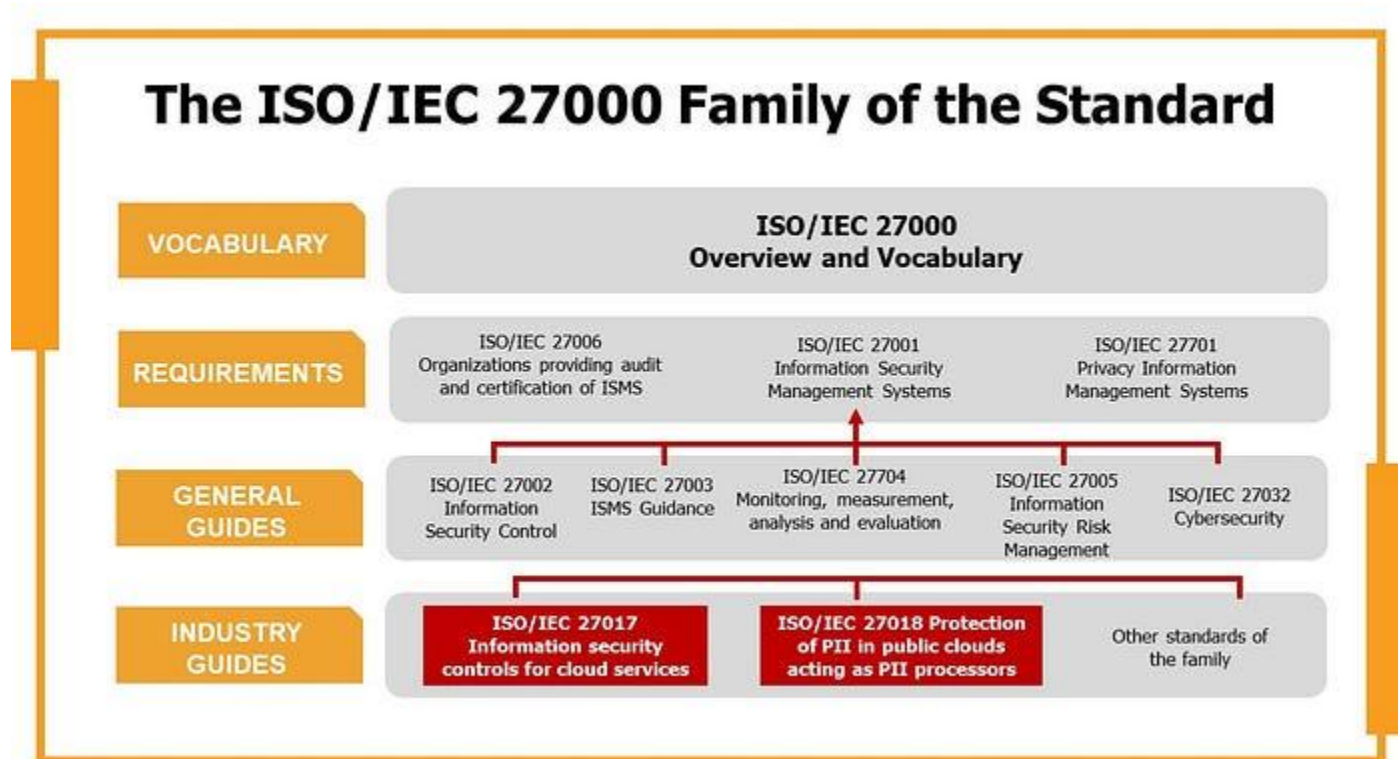 The ISO/IEC 27000 Family of the Standard
VOCABULARY
ISO/IEC 27000
Overview and Vocabulary
REQUIREMENTS
ISO/IEC 27006
Organizations providing audit
and certification of ISMS
ISO/IEC 27001
Information Security
Management Systems
ISO/IEC 27701
Privacy Information
Management Systems
GENERAL
GUIDES
ISO/IEC 27002
Information
Security Control
ISO/IEC 27003
ISMS Guidance
ISO/IEC 27704
Monitoring, measurement,
analysis and evaluation
ISO/IEC 27005
Information
Security Risk
Management
ISO/IEC 27032
Cybersecurity
INDUSTRY
GUIDES
ISO/IEC 27017
Information security
controls for cloud services
ISO/IEC 27018 Protection
of PII in public clouds
acting as PII processors
Other standards of
the family